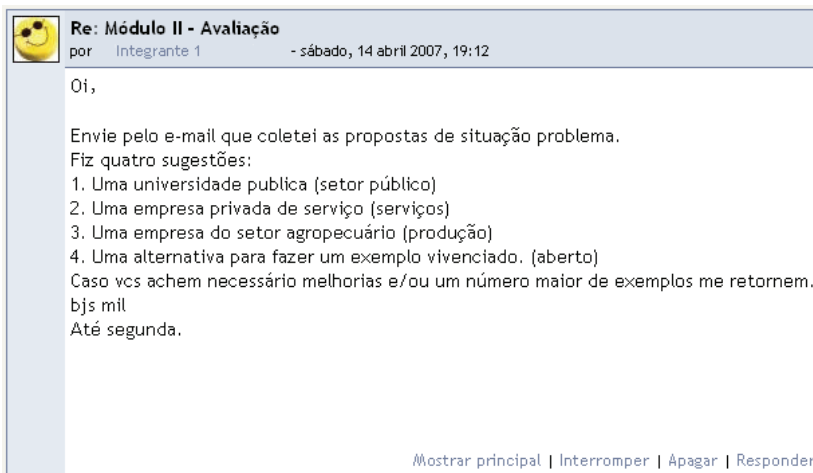 Re: Módulo II - Avaliação
por Integrante 1 - sábado, 14 abril 2007, 19:12
Oi,
Envie pelo e-mail que coletei as propostas de situação problema.
Fiz quatro sugestões:
1. Uma universidade publica (setor público)
2. Uma empresa privada de serviço (serviços)
3. Uma empresa do setor agropecuário (produção)
4. Uma alternativa para fazer um exemplo vivenciado. (aberto)
Caso vcs achem necessário melhorias e/ou um número maior de exemplos me retornem.
bjs mil
Até segunda.
Mostrar principal | Interromper | Apagar | Responder